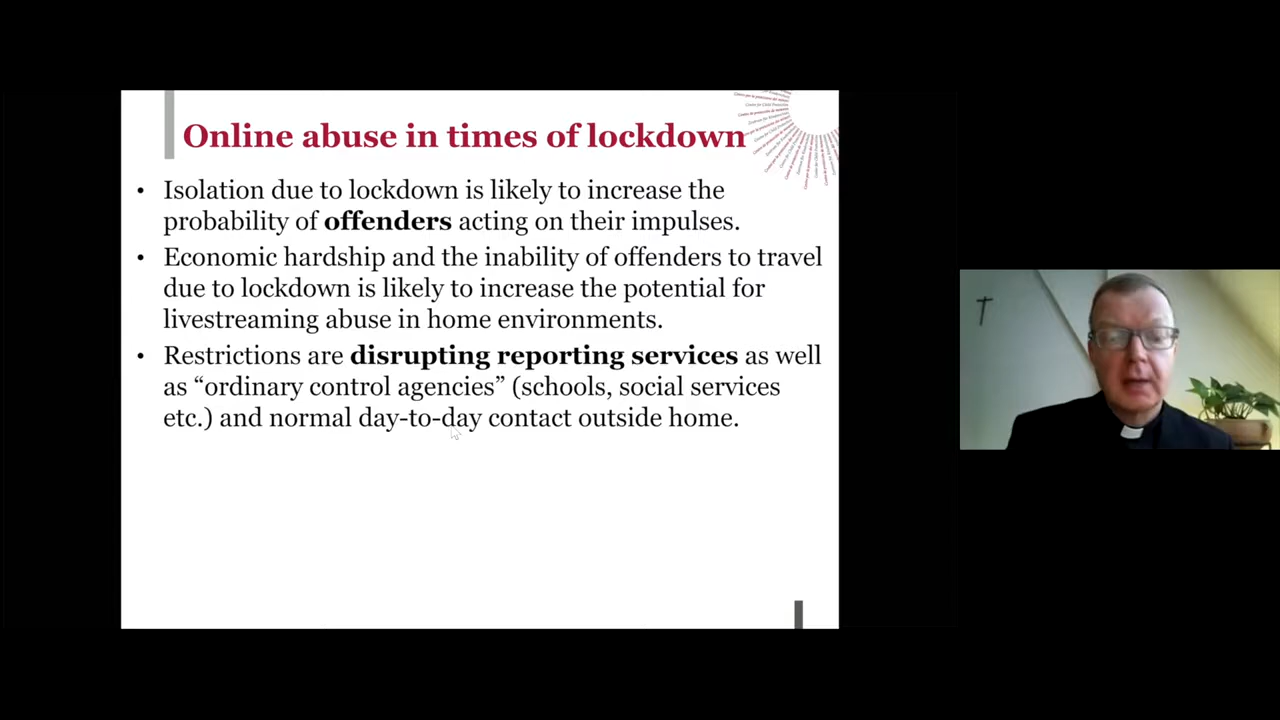 Online abuse in times of lockdown
• Isolation due to lockdown is likely to increase the
probability of offenders acting on their impulses.
• Economic hardship and the inability of offenders to travel
due to lockdown is likely to increase the potential for
livestreaming abuse in home environments.
• Restrictions are disrupting reporting services as well
as “ordinary control agencies” (schools, social services
etc.) and normal day-to-day contact outside home.